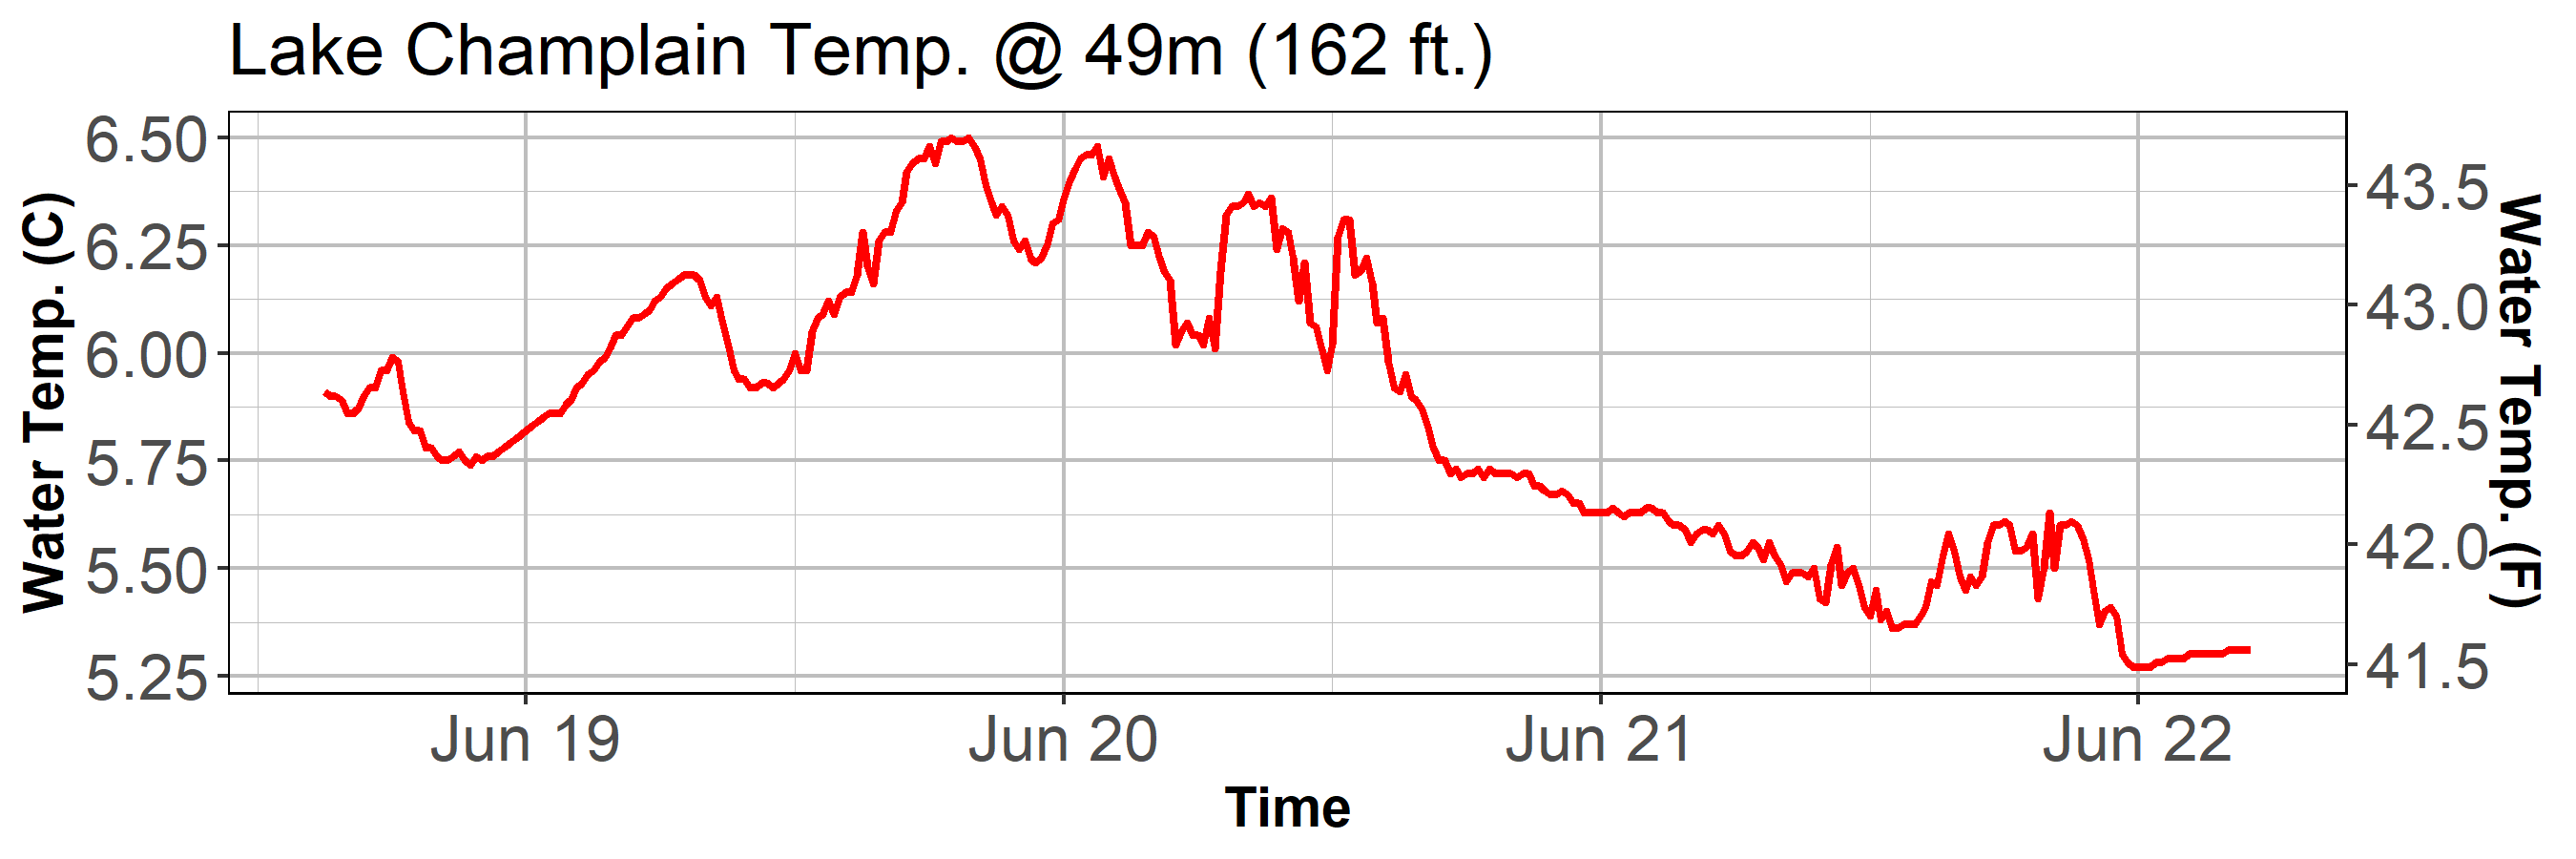 Lake Champlain Temp. @ 49m (162 ft.)
Water Temp. (C)
6.50
6.25
6.00
5.75
5.50
5.25
43.5
43.0
42.5
42.0
41.5
Water Temp. (F)
Jun 19
Jun 20
Jun 21
Jun 22
Time